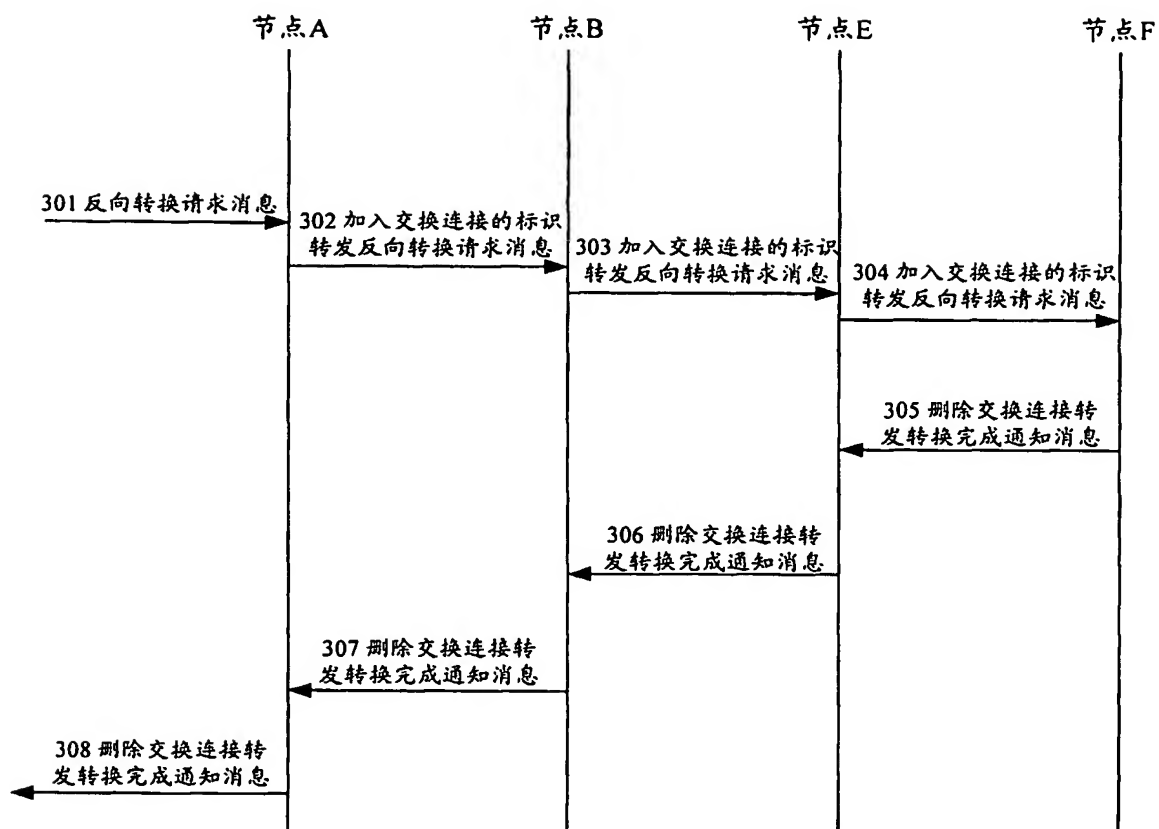 节点A
节点B
节点E
节点F
301 反向转换请求消息
302 加入交换连接的标识
转发反向转换请求消息
303 加入交换连接的标识
转发反向转换请求消息
304 加入交换连接的标识
转发反向转换请求消息
305 删除交换连接转
发转换完成通知消息
306 删除交换连接转
发转换完成通知消息
307 删除交换连接转
发转换完成通知消息
308 删除交换连接转
发转换完成通知消息